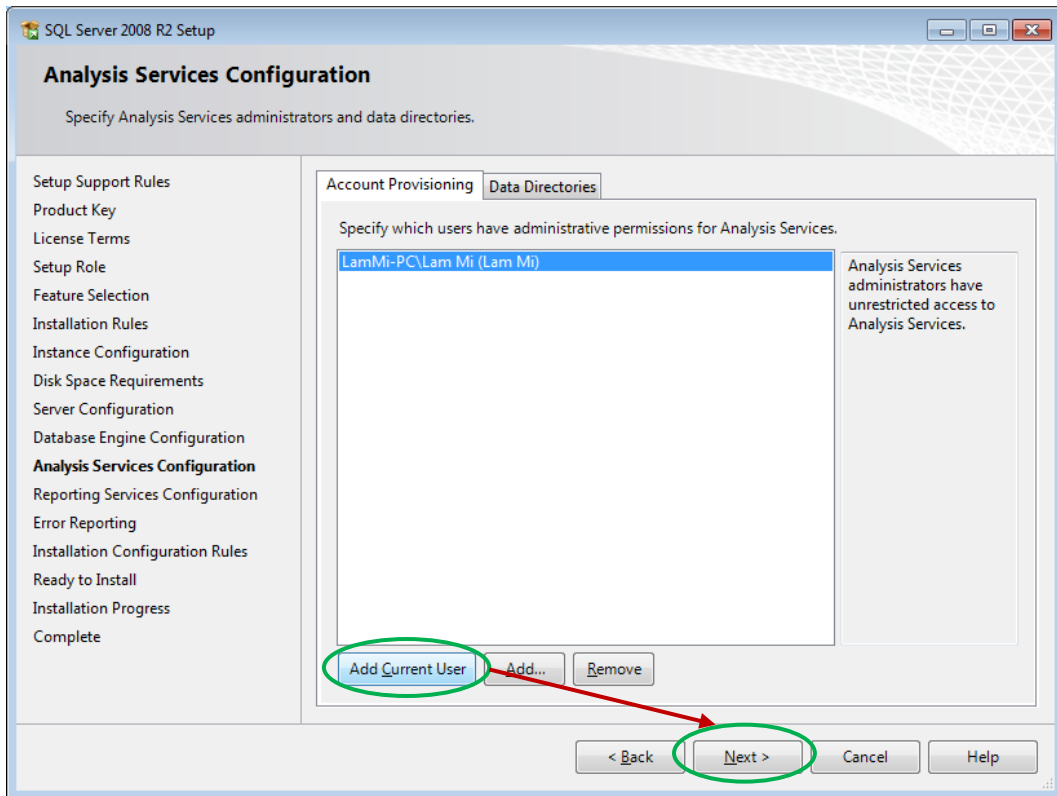 SQL Server 2008 R2 Setup
Analysis Services Configuration
Specify Analysis Services administrators and data directories.
Setup Support Rules
Product Key
License Terms
Setup Role
Feature Selection
Installation Rules
Instance Configuration
Disk Space Requirements
Server Configuration
Database Engine Configuration
Analysis Services Configuration
Reporting Services Configuration
Error Reporting
Installation Configuration Rules
Ready to Install
Installation Progress
Complete
Account Provisioning Data Directories
Specify which users have administrative permissions for Analysis Services.
LamMi-PC\Lam Mi (Lam Mi)
Analysis Services
administrators have
unrestricted access to
Analysis Services.
Add Current User Add... Remove
< Back Next > Cancel Help